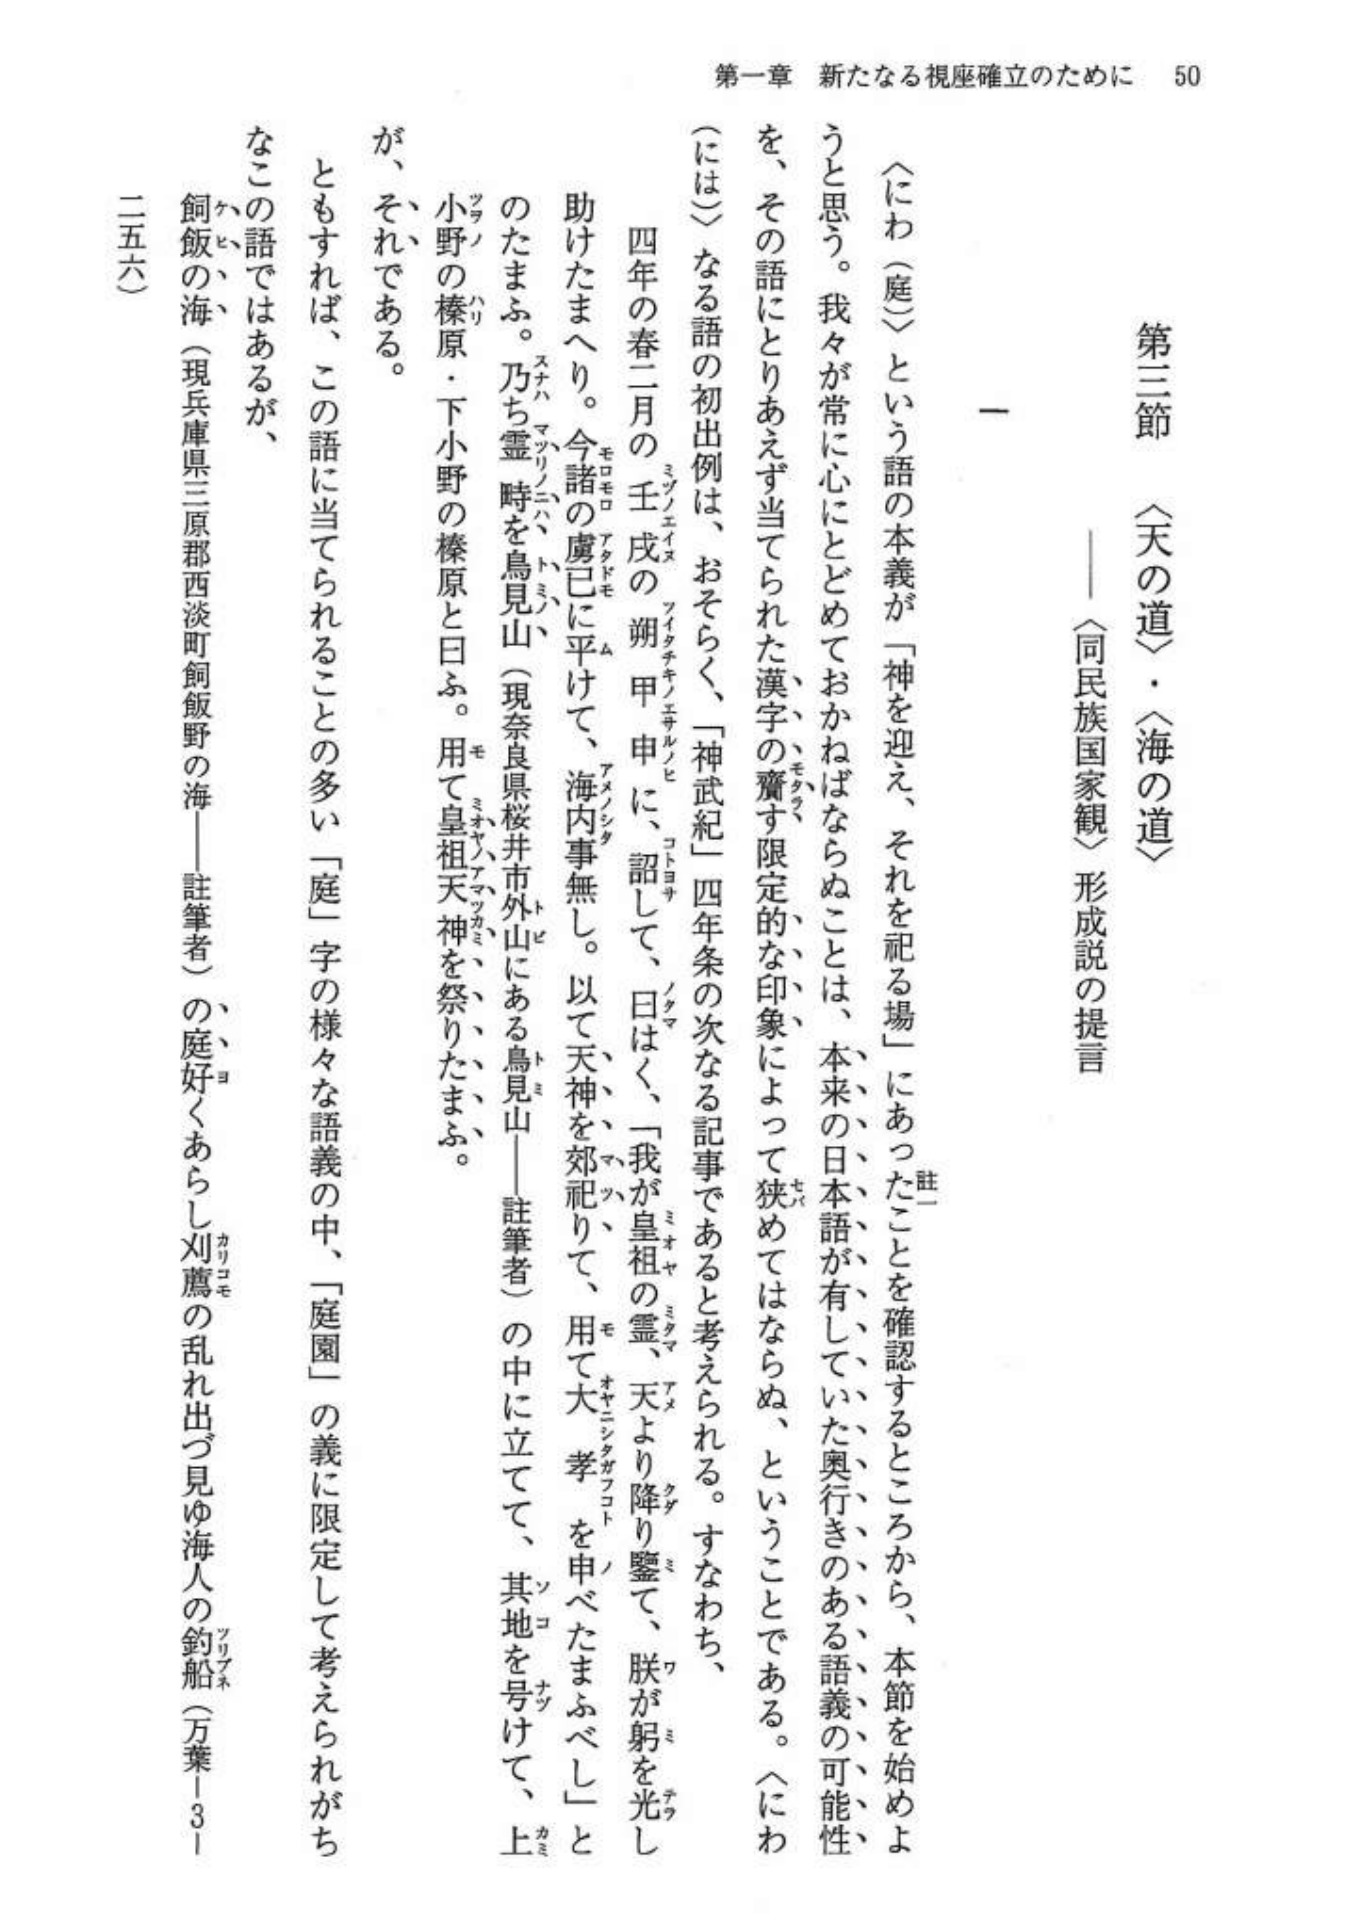 第一章　新たなる視座確立のために　50
第三節　〈天の道〉・〈海の道〉
――〈同民族国家観〉形成説の提言
一
〈にわ（庭）〉という語の本義が「神を迎え、それを祀る場」にあった註一ことを確認するところから、本節を始めよ
うと思う。我々が常に心にとどめておかねばならぬことは、本来の日本語が有していた奥行きのある語義の可能性
を、その語にとりあえず当てられた漢字の齎す限定的な印象によって狭めてはならぬ、ということである。〈にわ
（には）〉なる語の初出例は、おそらく、「神武紀」四年条の次なる記事であると考えられる。すなわち、
四年の春二月の壬戌の朔甲申に、詔して、曰はく、「我が皇祖の霊、天より降り鑒て、朕が躬を光し
助けたまへり。今諸の虜已に平けて、海内事無し。以て天神を郊祀りて、用て大孝を申べたまふべし」と
のたまふ。乃ち霊畤を鳥見山（現奈良県桜井市外山にある鳥見山――註筆者）の中に立てて、其地を号けて、上
小野の榛原・下小野の榛原と曰ふ。用て皇祖天神を祭りたまふ。
が、それである。
ともすれば、この語に当てられることの多い「庭」字の様々な語義の中、「庭園」の義に限定して考えられがち
なこの語ではあるが、
飼飯の海（現兵庫県三原郡西淡町飼飯野の海――註筆者）の庭好くあらし刈薦の乱れ出づ見ゆ海人の釣船（万葉―3―
二五六）